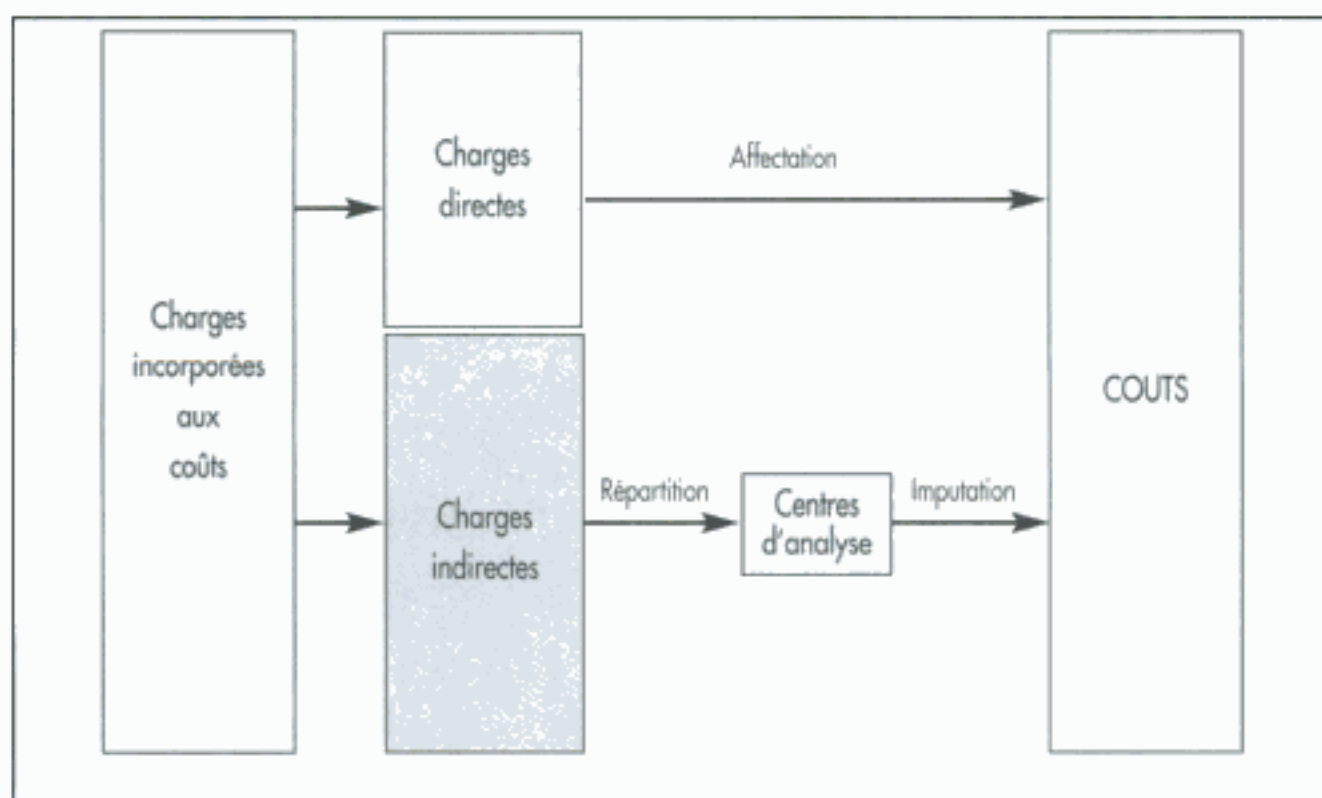 Charges
incorporées
aux
coûts
Charges
directes
Affectation
Charges
indirectes
Répartition
Centres
d'analyse
Imputation
COUTS